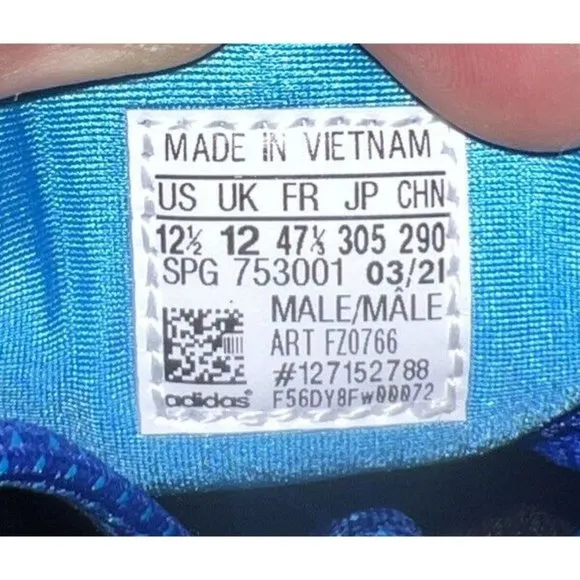 MADE IN VIETNAM
US UK FR JP CHN
12½ 12 47⅓ 305 290
SPG 753001 03/21
MALE/MÂLE
ART FZ0766
#127152788
adidas® F56DY8Fw00072